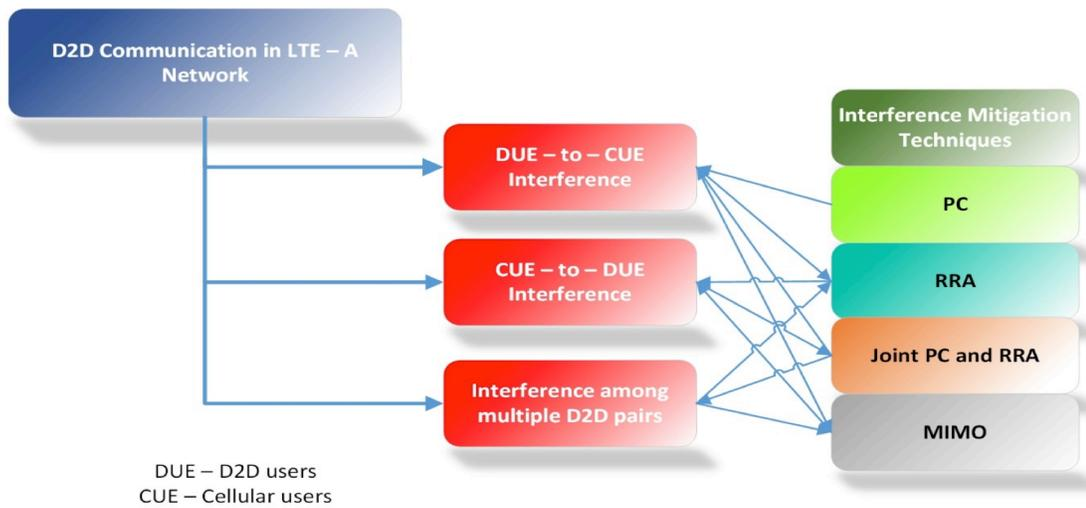 D2D Communication in LTE – A
Network
DUE – to – CUE
Interference
CUE – to – DUE
Interference
Interference among
multiple D2D pairs
Interference Mitigation
Techniques
PC
RRA
Joint PC and RRA
MIMO
DUE – D2D users
CUE – Cellular users